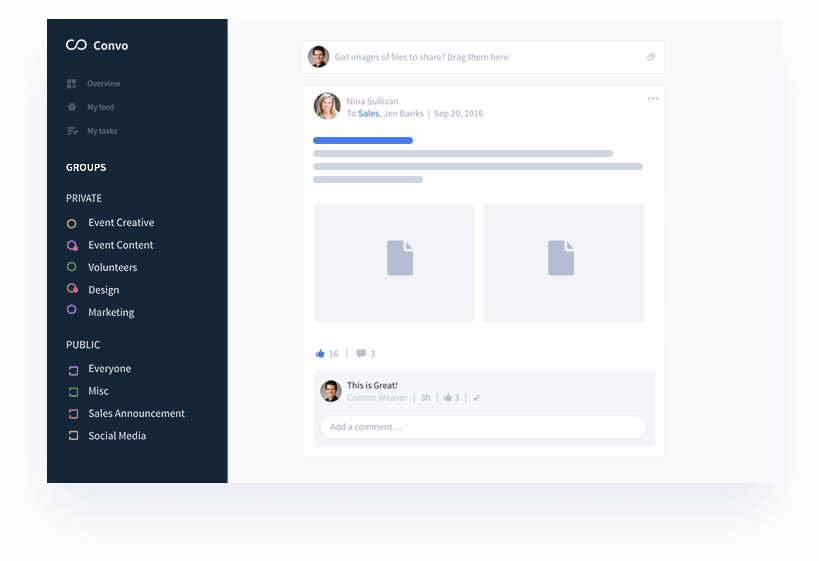 Convo
Overview
My feed
My tasks
GROUPS
PRIVATE
Event Creative
Event Content
Volunteers
Design
Marketing
PUBLIC
Everyone
Misc
Sales Announcement
Social Media
Got images of files to share? Drag them here.
Nina Sullivan
To Sales, Jen Banks | Sep 20, 2016
16 | 3
This is Great!
Connor Weaver | 3h | 3 |
Add a comment...